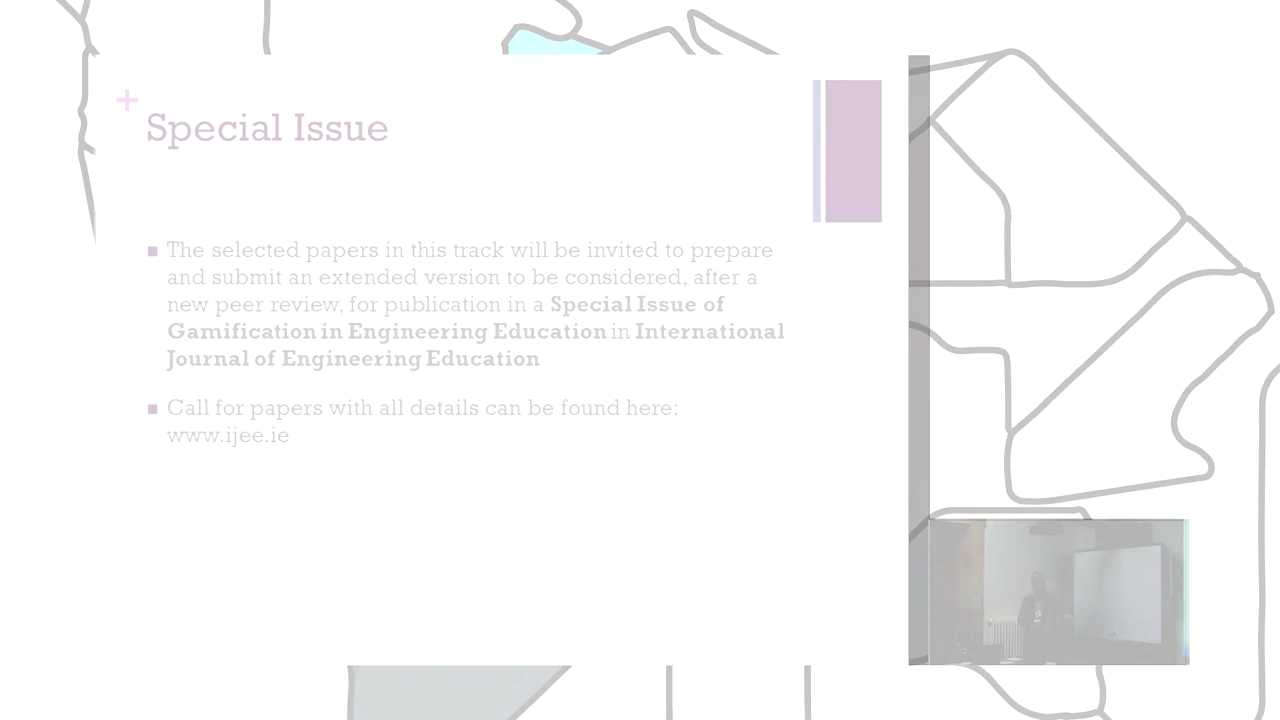 +
Special Issue
The selected papers in this track will be invited to prepare
and submit an extended version to be considered, after a
new peer review, for publication in a Special Issue of
Gamification in Engineering Education in International
Journal of Engineering Education
Call for papers with all details can be found here:
www.ijee.ie